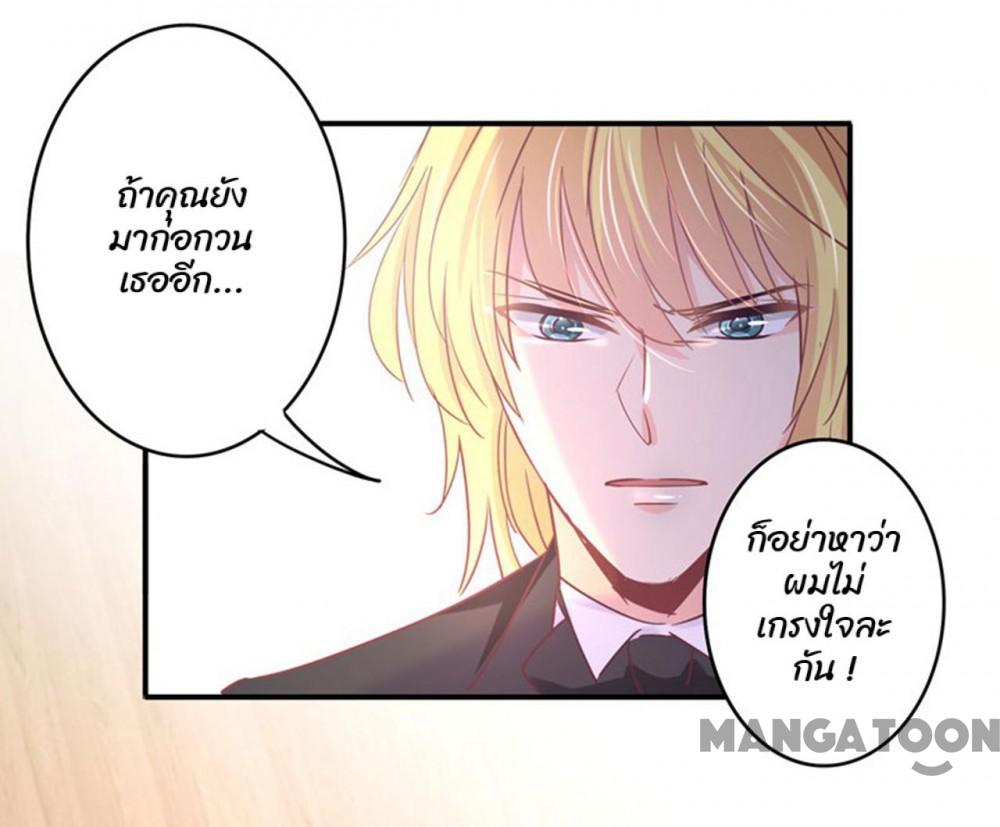 ถ้าคุณยัง
มาก่อกวน
เธออีก...
ก็อย่าหาว่า
ผมไม่
เกรงใจละ
กัน !
MANGATOON